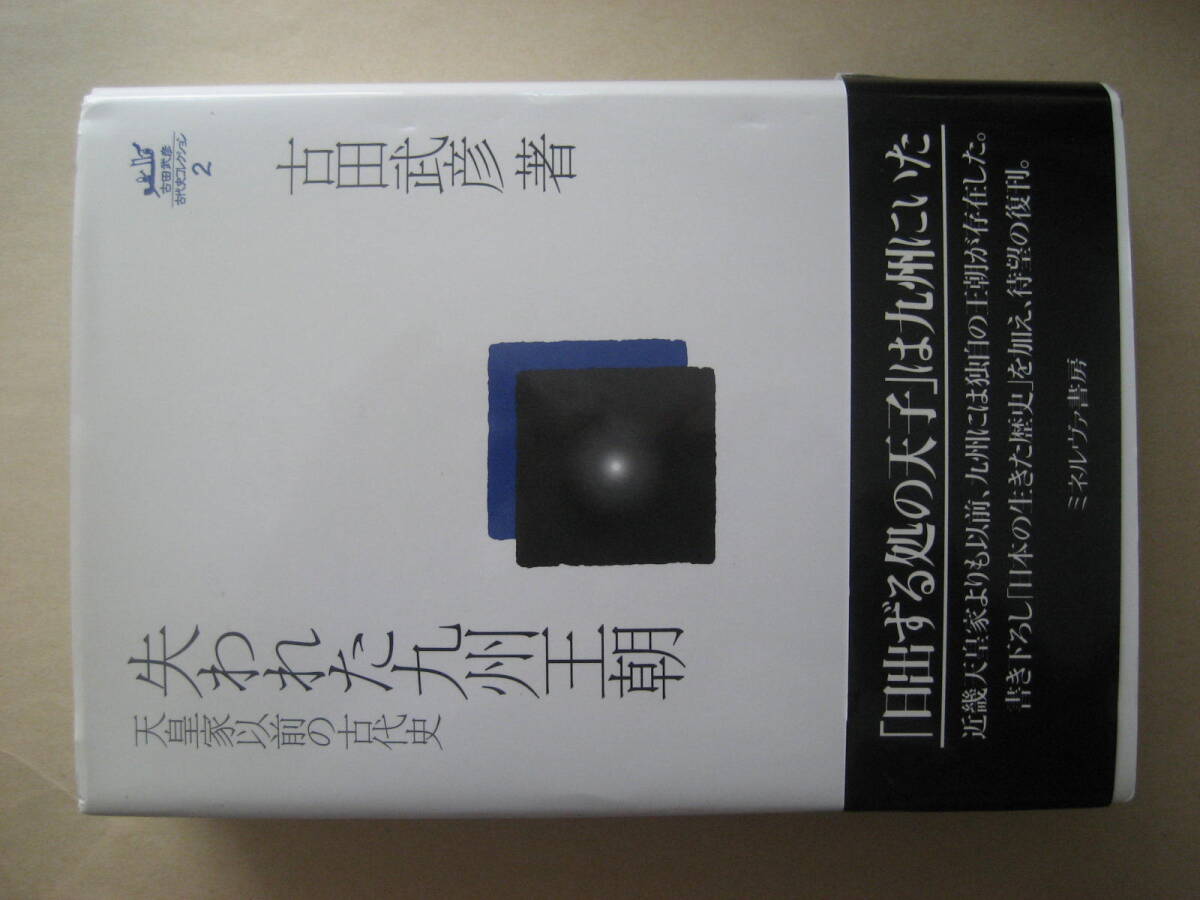 失われた九州王朝
天皇家以前の古代史
古田武彦 著
古田武彦
古代史コレクション
2
「日出ずる処の天子」は九州にいた
近畿天皇家よりも以前、九州には独自の王朝が存在した。
書き下ろし「日本の生きた歴史」を加え、待望の復刊。
ミネルヴァ書房